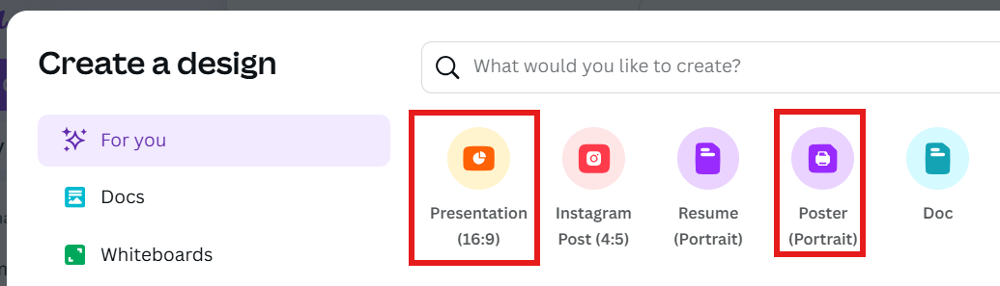 Create a design
What would you like to create?
For you
Docs
Whiteboards
Presentation
(16:9)
Instagram
Post (4:5)
Resume
(Portrait)
Poster
(Portrait)
Doc